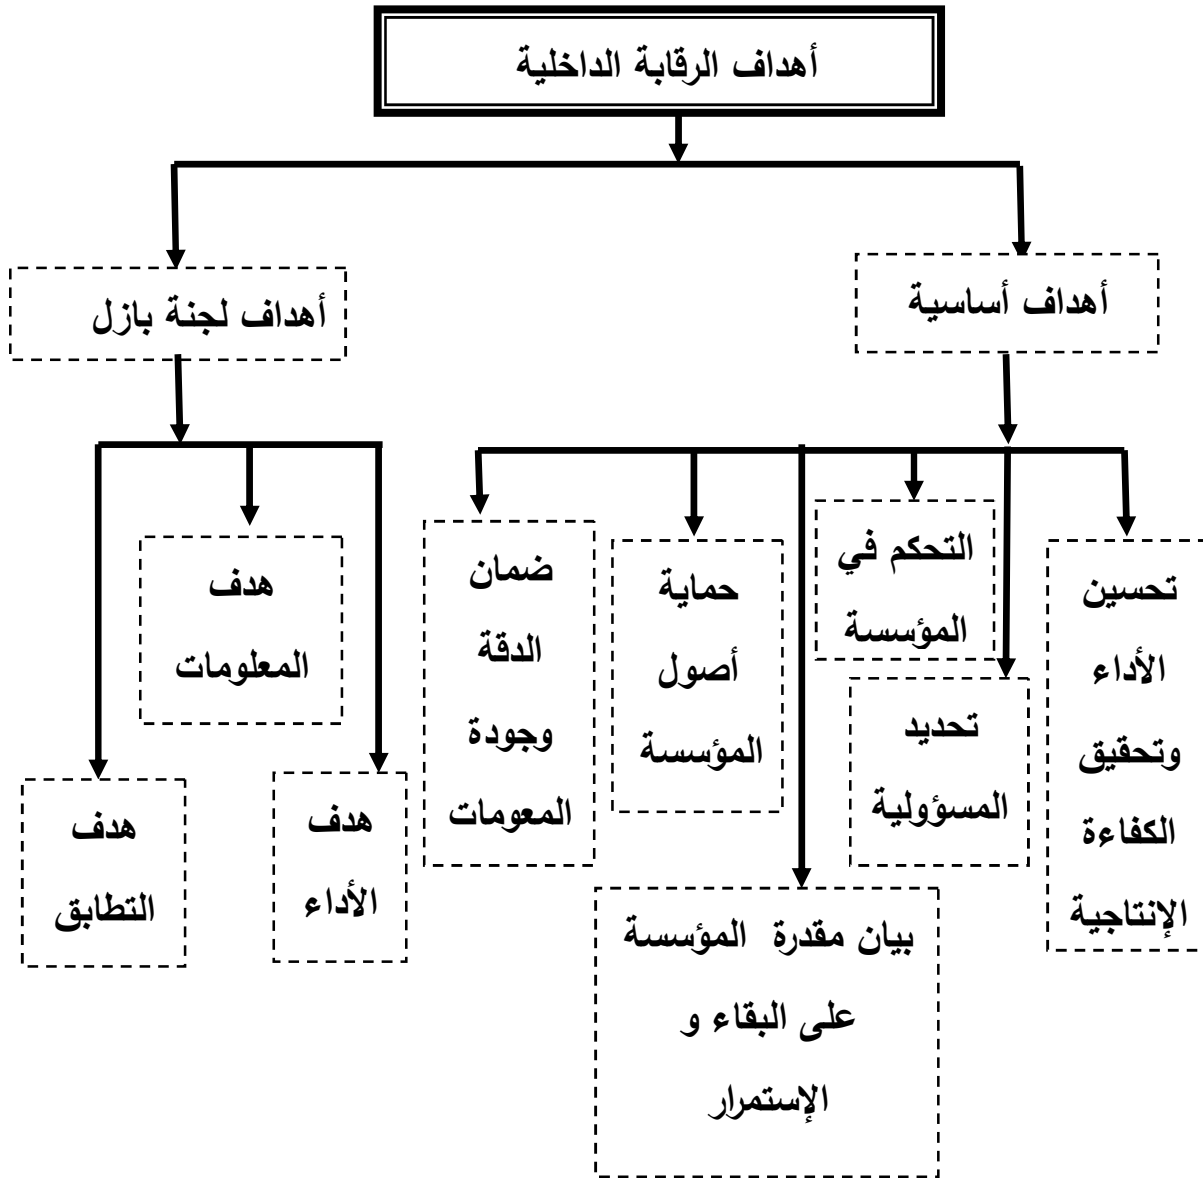 أهداف الرقابة الداخلية
أهداف أساسية
أهداف لجنة بازل
تحسين
الأداء
وتحقيق
الكفاءة
الإنتاجية
تحديد
المسؤولية
التحكم في
المؤسسة
بيان مقدرة المؤسسة
على البقاء و
الإستمرار
حماية
أصول
المؤسسة
ضمان
الدقة
وجودة
المعومات
هدف
الأداء
هدف
المعلومات
هدف
التطابق